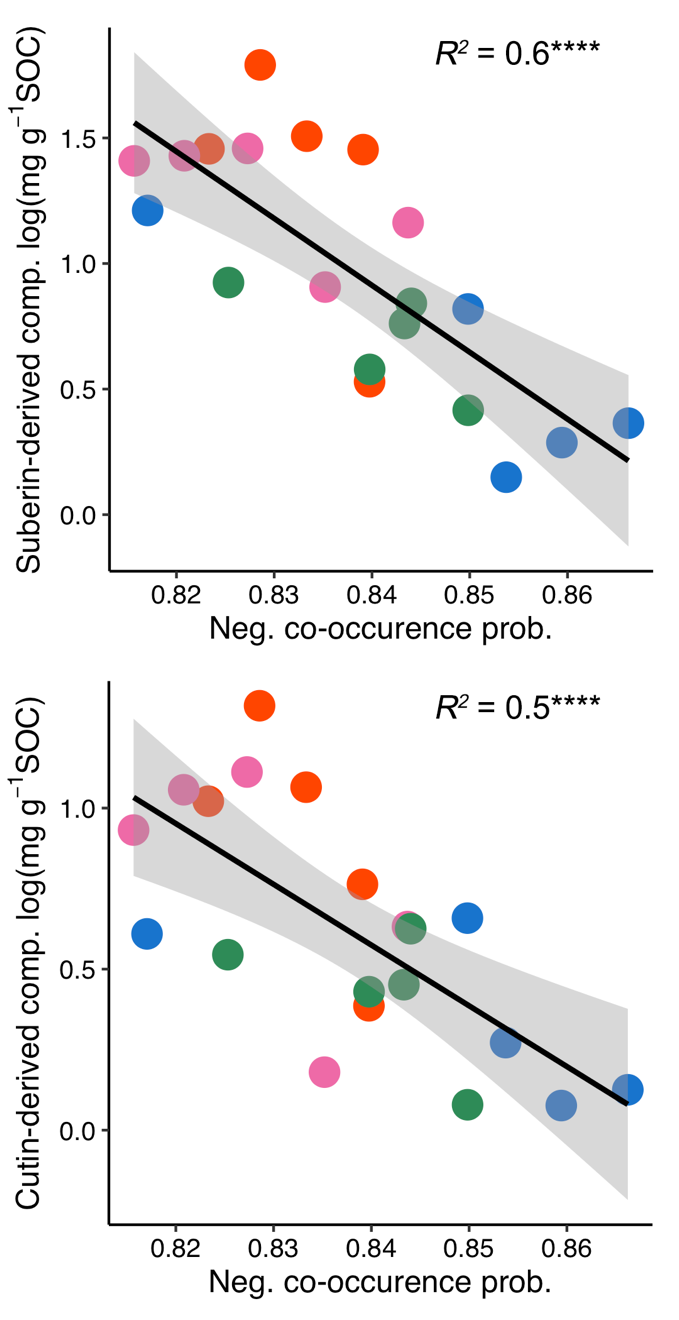 R² = 0.6****
Suberin-derived comp. log(mg g⁻¹SOC)
1.5
1.0
0.5
0.0
0.82 0.83 0.84 0.85 0.86
Neg. co-occurence prob.
R² = 0.5****
Cutin-derived comp. log(mg g⁻¹SOC)
1.0
0.5
0.0
0.82 0.83 0.84 0.85 0.86
Neg. co-occurence prob.